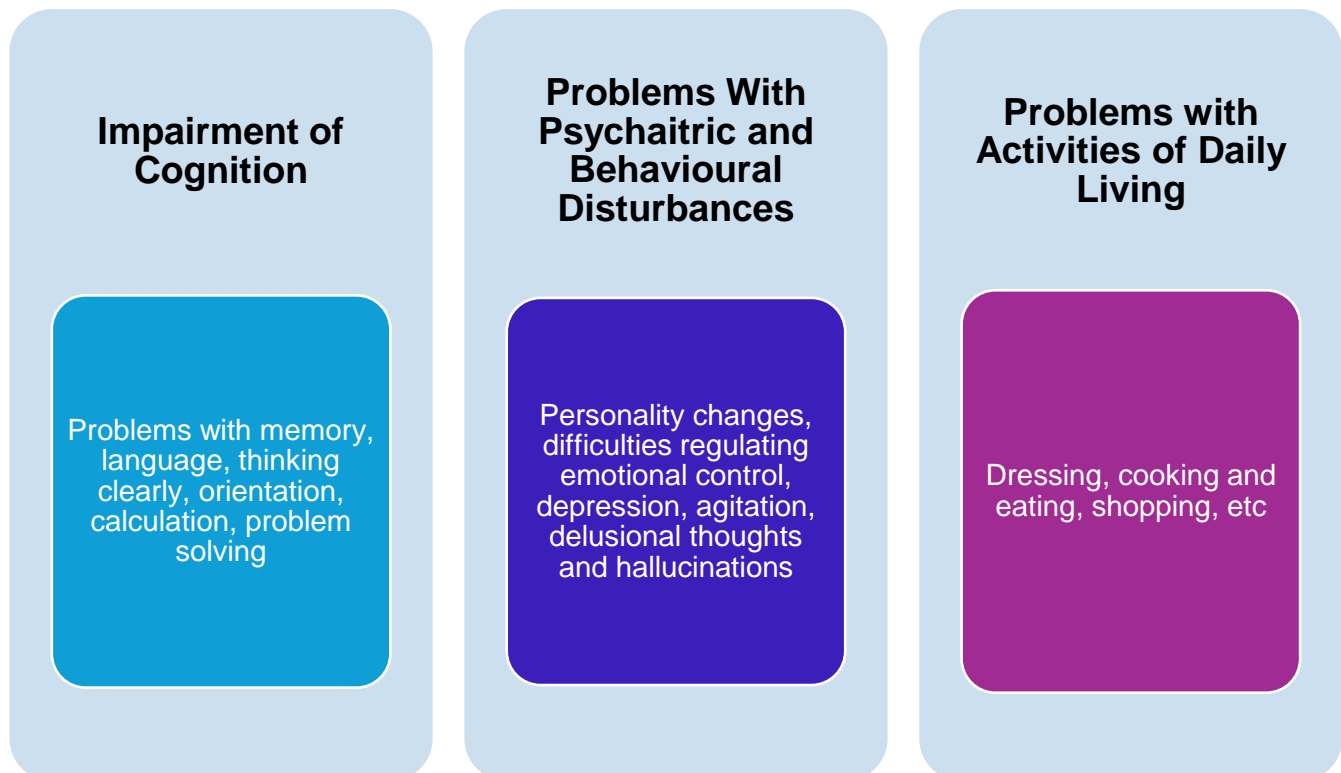 Impairment of
Cognition
Problems with memory,
language, thinking
clearly, orientation,
calculation, problem
solving
Problems With
Psychaitric and
Behavioural
Disturbances
Personality changes,
difficulties regulating
emotional control,
depression, agitation,
delusional thoughts
and hallucinations
Problems with
Activities of Daily
Living
Dressing, cooking and
eating, shopping, etc